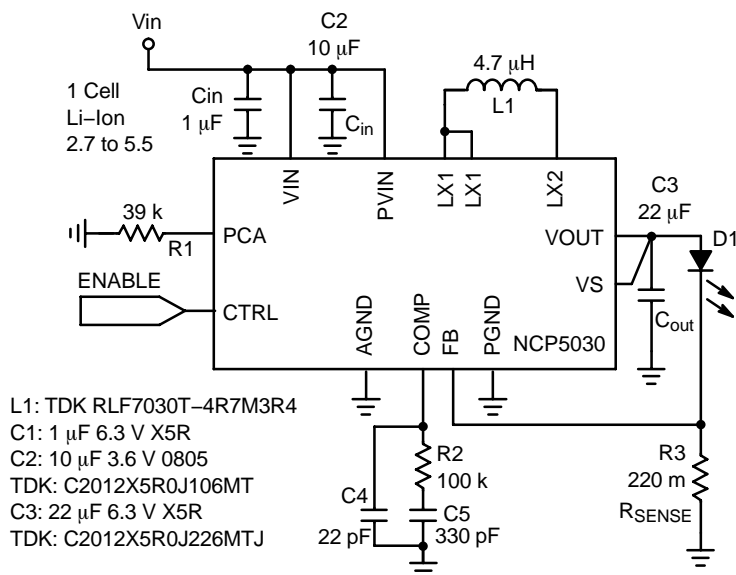 Vin
C2
10 μF
4.7 μH
L1
1 Cell
Li–Ion
2.7 to 5.5
Cin
1 μF
Cin
VIN
PVIN
LX1
LX1
LX2
C3
22 μF
39 k
R1
PCA
VOUT
D1
ENABLE
CTRL
VS
Cout
AGND
COMP
FB
PGND
NCP5030
L1: TDK RLF7030T–4R7M3R4
C1: 1 μF 6.3 V X5R
C2: 10 μF 3.6 V 0805
TDK: C2012X5R0J106MT
C3: 22 μF 6.3 V X5R
TDK: C2012X5R0J226MTJ
R2
100 k
C4
22 pF
C5
330 pF
R3
220 m
RSENSE